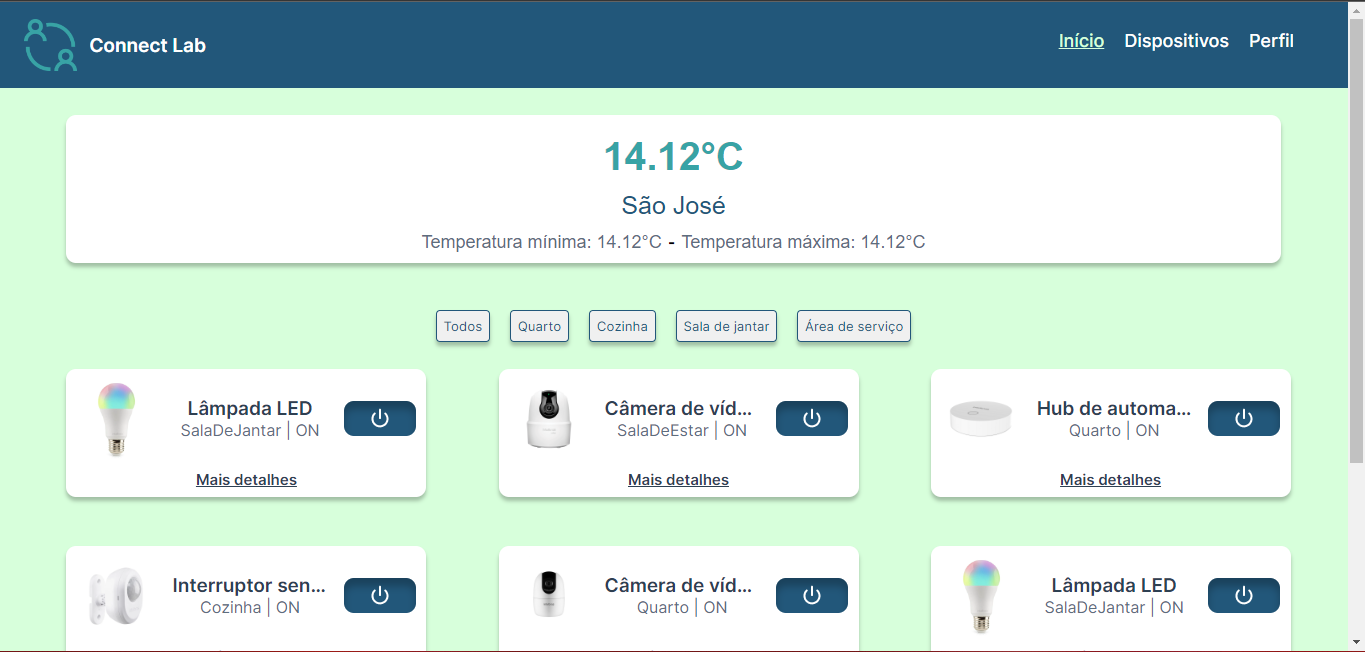 Connect Lab
Início Dispositivos Perfil
14.12°C
São José
Temperatura mínima: 14.12°C - Temperatura máxima: 14.12°C
Todos Quarto Cozinha Sala de jantar Área de serviço
Lâmpada LED
SalaDeJantar | ON
Mais detalhes
Câmera de víd...
SalaDeEstar | ON
Mais detalhes
Hub de automa...
Quarto | ON
Mais detalhes
Interruptor sen...
Cozinha | ON
Câmera de víd...
Quarto | ON
Lâmpada LED
SalaDeJantar | ON